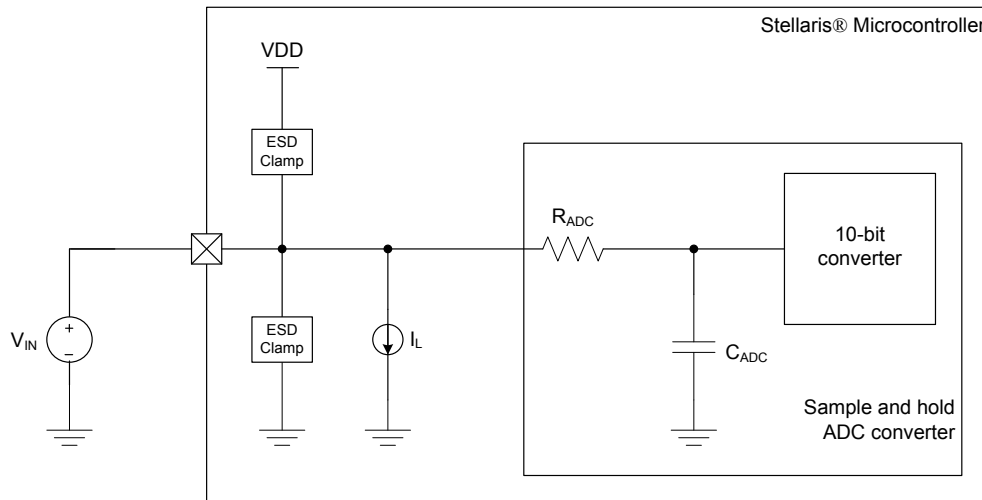 Stellaris® Microcontroller
VDD
ESD
Clamp
RADC
10-bit
converter
VIN
+
−
ESD
Clamp
IL
CADC
Sample and hold
ADC converter